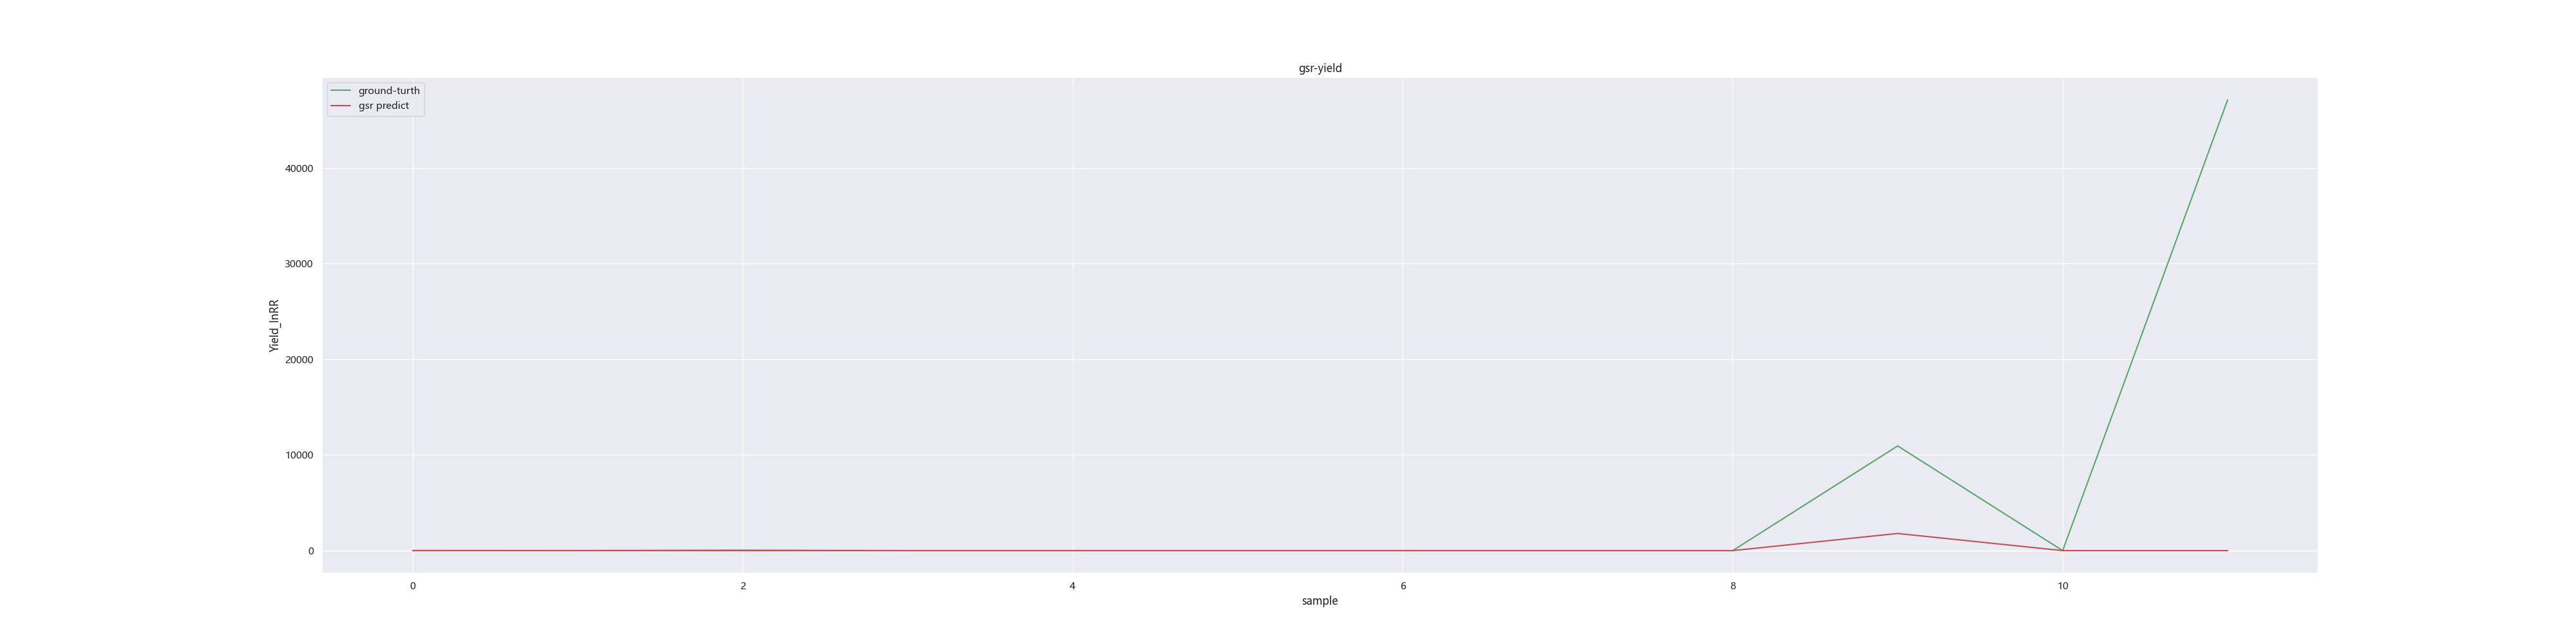 gsr-yield
ground-turth
gsr predict
40000
30000
20000
10000
0
Yield_lnRR
0 2 4 6 8 10
sample